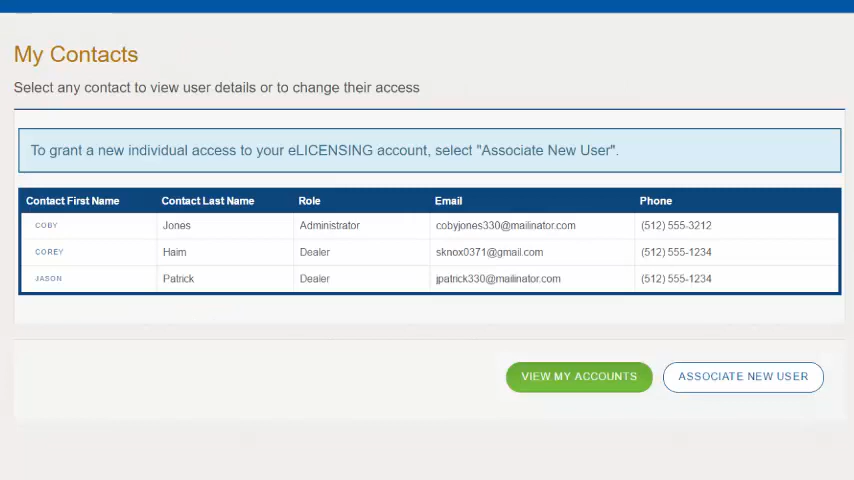 My Contacts
Select any contact to view user details or to change their access
To grant a new individual access to your eLICENSING account, select "Associate New User".
Contact First Name Contact Last Name Role Email Phone
COBY Jones Administrator cobyjones330@mailinator.com (512) 555-3212
COREY Haim Dealer sknox0371@gmail.com (512) 555-1234
JASON Patrick Dealer jpatrick330@mailinator.com (512) 555-1234
VIEW MY ACCOUNTS ASSOCIATE NEW USER